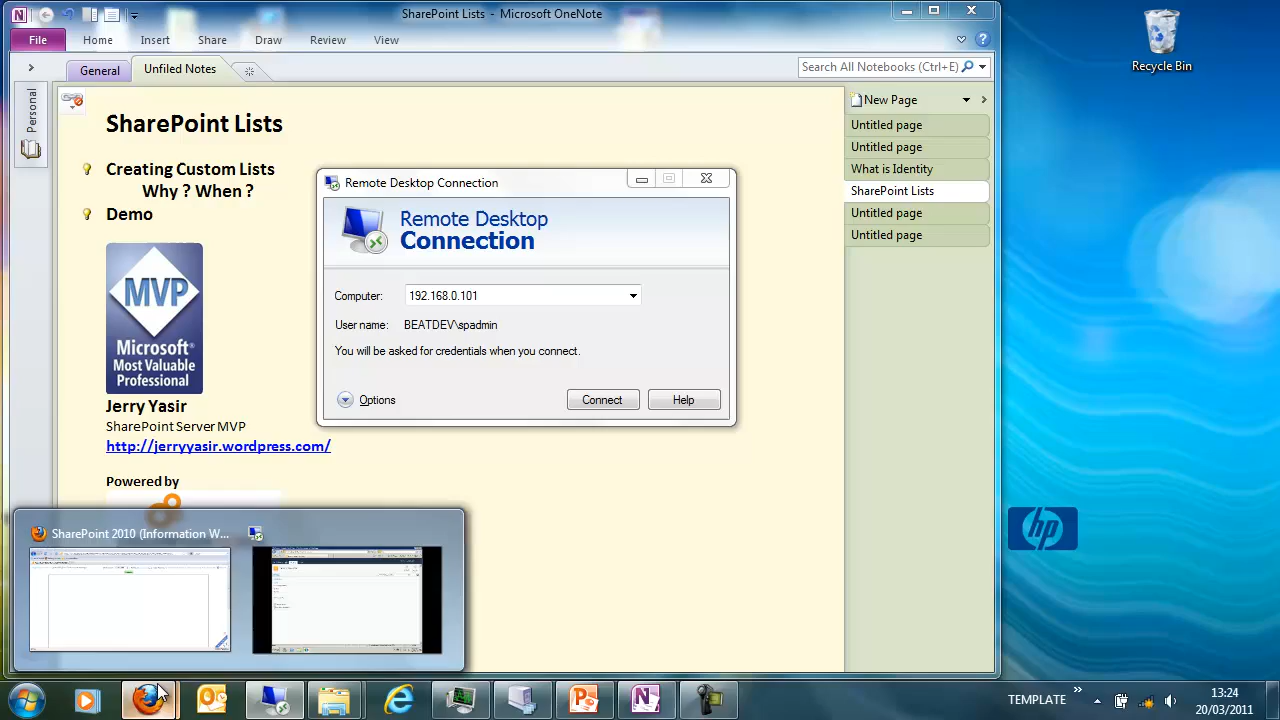 SharePoint Lists - Microsoft OneNote
File
Home
Insert
Share
Draw
Review
View
General
Unfiled Notes
Search All Notebooks (Ctrl+E)
Personal
New Page
Untitled page
Untitled page
What is Identity
SharePoint Lists
Untitled page
Untitled page
SharePoint Lists
Creating Custom Lists
Why ? When ?
Demo
MVP
Microsoft®
Most Valuable
Professional
Jerry Yasir
SharePoint Server MVP
http://jerryyasir.wordpress.com/
Powered by
Remote Desktop Connection
Remote Desktop
Connection
Computer: 192.168.0.101
User name: BEATDEV\spadmin
You will be asked for credentials when you connect.
Options
Connect
Help
SharePoint 2010 (Information W...
Recycle Bin
hp
TEMPLATE
13:24
20/03/2011